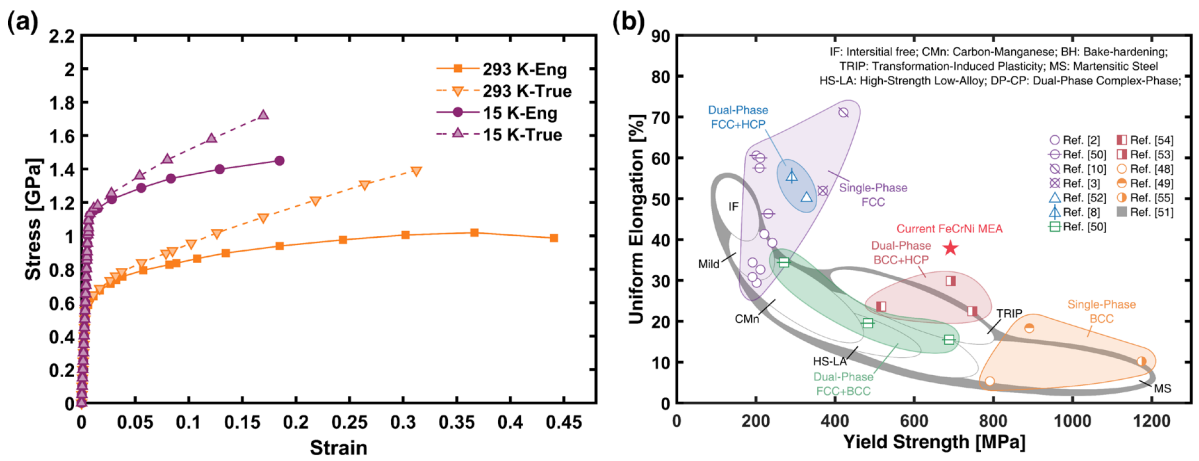 (a)
2.2
2
1.8
1.6
1.4
1.2
1
0.8
0.6
0.4
0.2
0
Stress [GPa]
293 K-Eng
293 K-True
15 K-Eng
15 K-True
0
0.05
0.1
0.15
0.2
0.25
0.3
0.35
0.4
0.45
Strain
(b)
90
80
70
60
50
40
30
20
10
0
Uniform Elongation [%]
IF: Intersitial free; CMn: Carbon-Manganese; BH: Bake-hardening;
TRIP: Transformation-Induced Plasticity; MS: Martensitic Steel
HS-LA: High-Strength Low-Alloy; DP-CP: Dual-Phase Complex-Phase;
Dual-Phase
FCC+HCP
Single-Phase
FCC
Ref. [2]
Ref. [50]
Ref. [10]
Ref. [3]
Ref. [52]
Ref. [8]
Ref. [50]
Ref. [54]
Ref. [53]
Ref. [48]
Ref. [49]
Ref. [55]
Ref. [51]
IF
Mild
CMn
Current FeCrNi MEA
Dual-Phase
BCC+HCP
Single-Phase
BCC
TRIP
HS-LA
Dual-Phase
FCC+BCC
MS
0
200
400
600
800
1000
1200
Yield Strength [MPa]